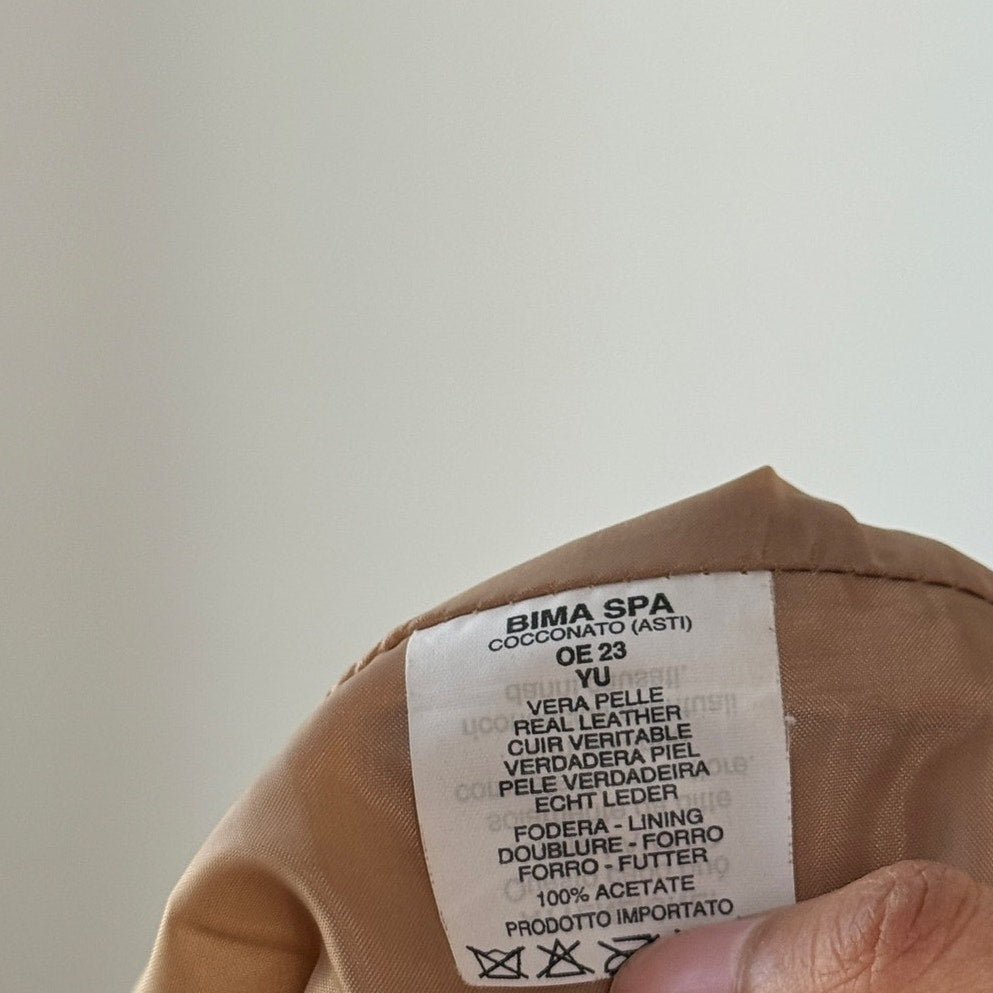 BIMA SPA
COCCONATO (ASTI)
OE 23
YU
VERA PELLE
REAL LEATHER
CUIR VERITABLE
VERDADERA PIEL
PELE VERDADEIRA
ECHT LEDER
FODERA - LINING
DOUBLURE - FORRO
FORRO - FUTTER
100% ACETATE
PRODOTTO IMPORTATO